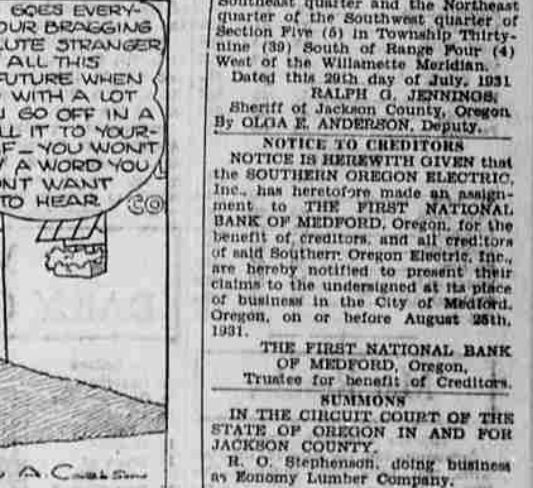 GOES EVERY-
OUR BRAGGING
LUTE STRANGER
ALL THIS
FUTURE WHEN
WITH A LOT
GO OFF IN A
LL IT TO YOUR-
F - YOU WON'T
A WORD YOU
NT WANT
TO HEAR
Southeast quarter and the Northeast
quarter of the Southwest quarter of
Section Five (5) in Township Thirty-
nine (39) South of Range Four (4)
West of the Willamette Meridian.
Dated this 29th day of July, 1931
RALPH G. JENNINGS,
Sheriff of Jackson County, Oregon
By OLGA E. ANDERSON, Deputy.
NOTICE TO CREDITORS
NOTICE IS HEREWITH GIVEN that
the SOUTHERN OREGON ELECTRIC,
Inc., has heretofore made an assign-
ment to THE FIRST NATIONAL
BANK OF MEDFORD, Oregon, for the
benefit of creditors, and all creditors
of said Southern Oregon Electric, Inc.,
are hereby notified to present their
claims to the undersigned at its place
of business in the City of Medford,
Oregon, on or before August 25th,
1931.
THE FIRST NATIONAL BANK
OF MEDFORD, Oregon,
Trustee for benefit of Creditors.
SUMMONS
IN THE CIRCUIT COURT OF THE
STATE OF OREGON IN AND FOR
JACKSON COUNTY.
R. O. Stephenson, doing business
as Eonomy Lumber Company.